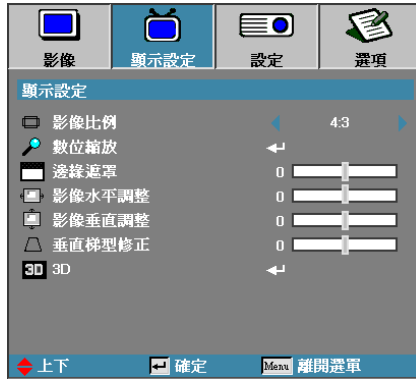 影像 顯示設定 設定 選項
顯示設定
影像比例 4:3
數位縮放
邊緣遮罩 0
影像水平調整 0
影像垂直調整 0
垂直梯型修正 0
3D 3D
上下 確定 Menu 離開選單